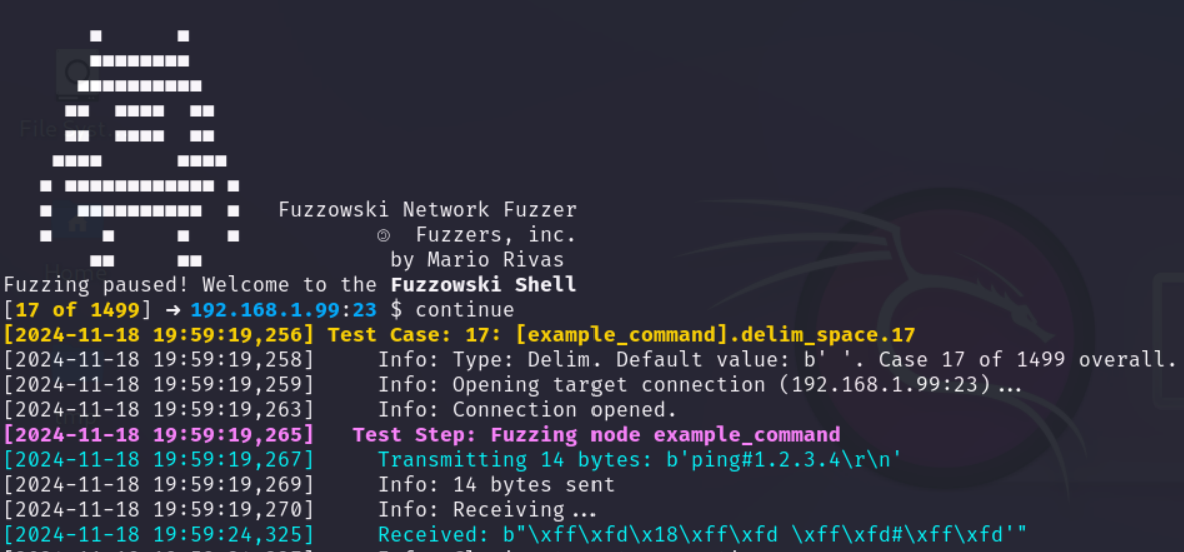 Fuzzowski Network Fuzzer
🄯 Fuzzers, inc.
by Mario Rivas
Fuzzing paused! Welcome to the Fuzzowski Shell
[17 of 1499] ➜ 192.168.1.99:23 $ continue
[2024-11-18 19:59:19,256] Test Case: 17: [example_command].delim_space.17
[2024-11-18 19:59:19,258] Info: Type: Delim. Default value: b' '. Case 17 of 1499 overall.
[2024-11-18 19:59:19,259] Info: Opening target connection (192.168.1.99:23)...
[2024-11-18 19:59:19,263] Info: Connection opened.
[2024-11-18 19:59:19,265] Test Step: Fuzzing node example_command
[2024-11-18 19:59:19,267] Transmitting 14 bytes: b'ping#1.2.3.4\r\n'
[2024-11-18 19:59:19,269] Info: 14 bytes sent
[2024-11-18 19:59:19,270] Info: Receiving...
[2024-11-18 19:59:24,325] Received: b"\xff\xfd\x18\xff\xfd \xff\xfd#\xff\xfd'"